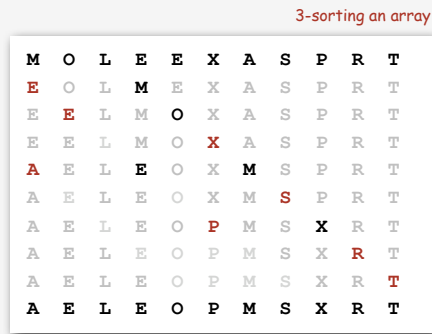 3-sorting an array
M O L E E X A S P R T
E O L M E X A S P R T
E E L M O X A S P R T
E E L M O X A S P R T
A E L E O X M S P R T
A E L E O X M S P R T
A E L E O P M S X R T
A E L E O P M S X R T
A E L E O P M S X R T
A E L E O P M S X R T